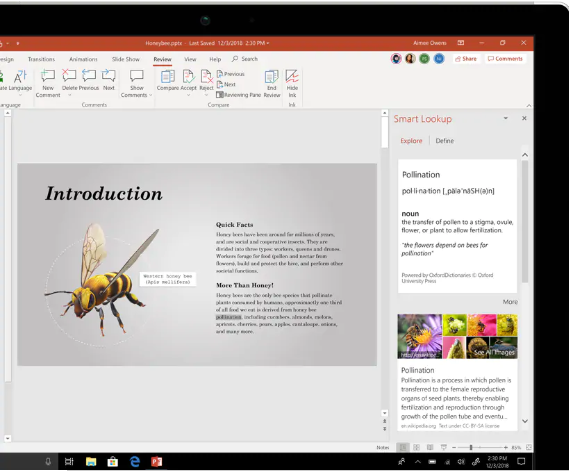 Honeybee.pptx - Last Saved 12/3/2018 2:30 PM
Aimee Owens
Transitions Animations Slide Show Review View Help Search
Share Comments
Language
New Comment
Delete
Previous
Next
Show Comments
Compare
Accept
Reject
Previous
Next
Reviewing Pane
End Review
Hide Ink
Comments
Compare
Ink
Introduction
Western honey bee
(Apis mellifera)
Quick Facts
Honey bees have been around for millions of years,
and are social and cooperative insects. They are
divided into three types: workers, queens and drones.
Workers forage for food (pollen and nectar from
flowers), build and protect the hive, and perform other
societal functions.
More Than Honey!
Honey bees are the only bee species that pollinate
plants consumed by humans, approximately one third
of all food we eat is derived from honey bee
pollination, including cucumbers, almonds, melons,
apricots, cherries, pears, apples, cantaloupe, onions,
and many more.
Smart Lookup
Explore Define
Pollination
noun
the transfer of pollen to a stigma, ovule,
flower, or plant to allow fertilization.
"the flowers depend on bees for
pollination"
Powered by OxfordDictionaries © Oxford
University Press
More
See All Images
Pollination
Pollination is a process in which pollen is
transferred to the female reproductive
organs of seed plants, thereby enabling
fertilization and reproduction through
growth of the pollen tube and eventu...
en.wikipedia.org Text under CC-BY-SA license
Notes
85%
2:30 PM
12/3/2018